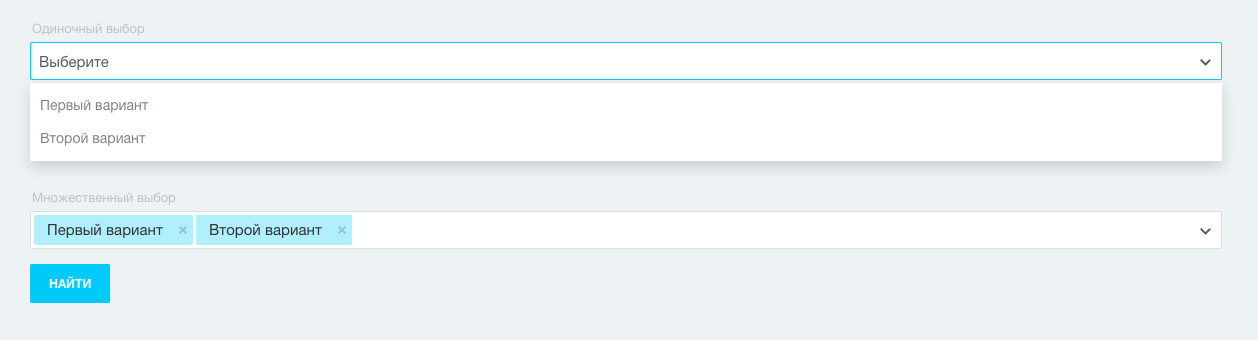 Одиночный выбор
Выберите
Первый вариант
Второй вариант
Множественный выбор
Первый вариант × Второй вариант ×
НАЙТИ